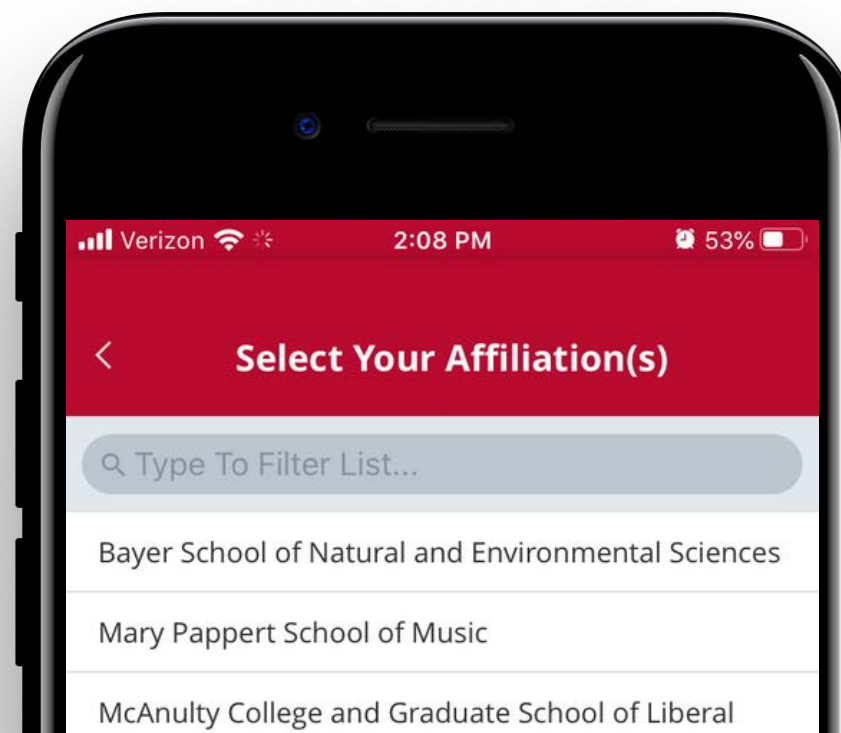 Verizon 2:08 PM 53%
Select Your Affiliation(s)
Type To Filter List...
Bayer School of Natural and Environmental Sciences
Mary Pappert School of Music
McAnulty College and Graduate School of Liberal